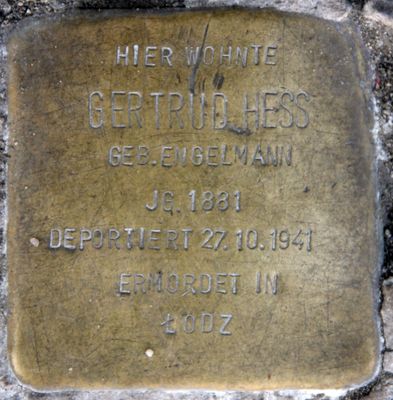 HIER WOHNTE
GERTRUD HESS
GEB. ENGELMANN
JG. 1881
DEPORTIERT 27.10.1941
ERMORDET IN
ŁODZ